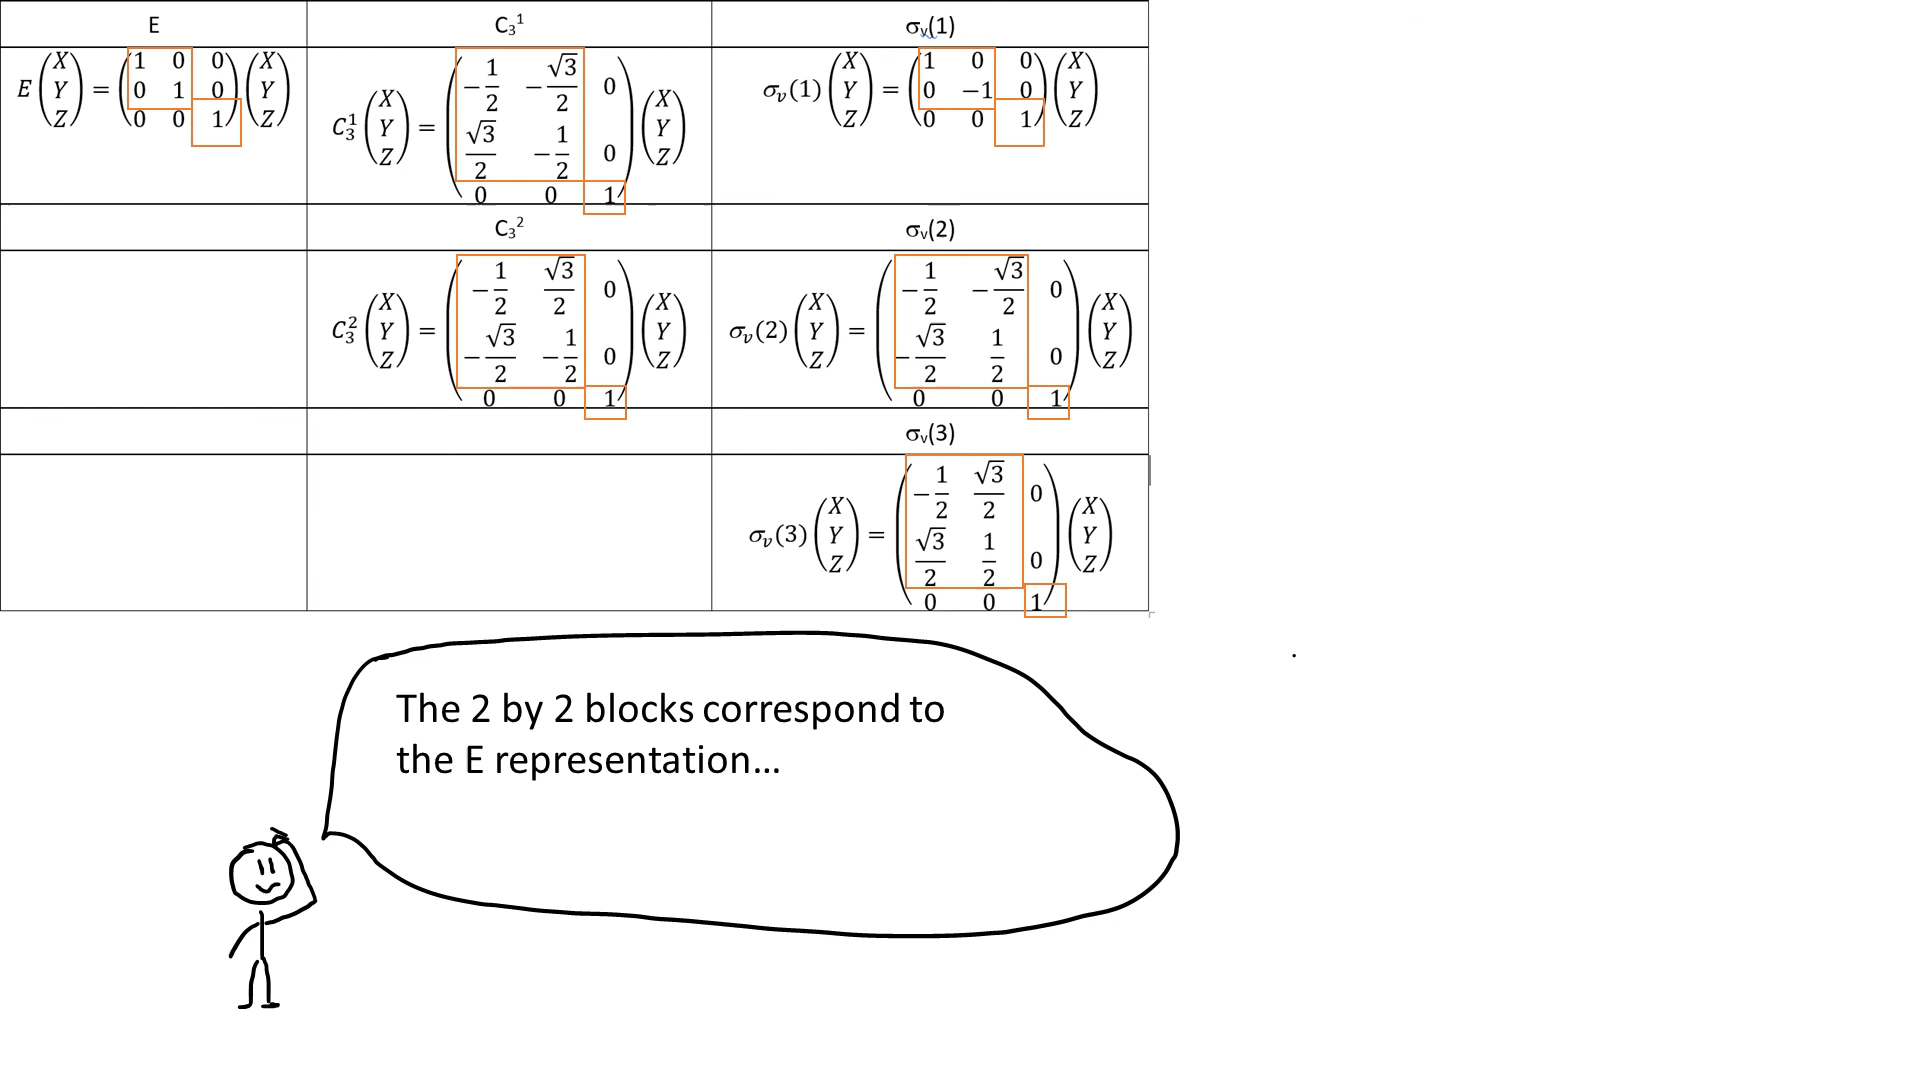 E C₃¹ σᵥ(1)
E (X Y Z) = (1 0 0; 0 1 0; 0 0 1) (X Y Z)
C₃¹ (X Y Z) = (−1/2 −√3/2 0; √3/2 −1/2 0; 0 0 1) (X Y Z)
σᵥ(1) (X Y Z) = (1 0 0; 0 −1 0; 0 0 1) (X Y Z)
C₃² σᵥ(2)
C₃² (X Y Z) = (−1/2 √3/2 0; −√3/2 −1/2 0; 0 0 1) (X Y Z)
σᵥ(2) (X Y Z) = (−1/2 −√3/2 0; −√3/2 1/2 0; 0 0 1) (X Y Z)
σᵥ(3)
σᵥ(3) (X Y Z) = (−1/2 √3/2 0; √3/2 1/2 0; 0 0 1) (X Y Z)
The 2 by 2 blocks correspond to
the E representation...
.